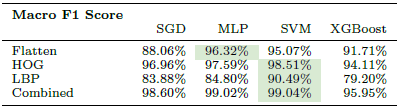 Macro F1 Score
SGD MLP SVM XGBoost
Flatten 88.06% 96.32% 95.07% 91.71%
HOG 96.96% 97.59% 98.51% 94.11%
LBP 83.88% 84.80% 90.49% 79.20%
Combined 98.60% 99.02% 99.04% 95.95%